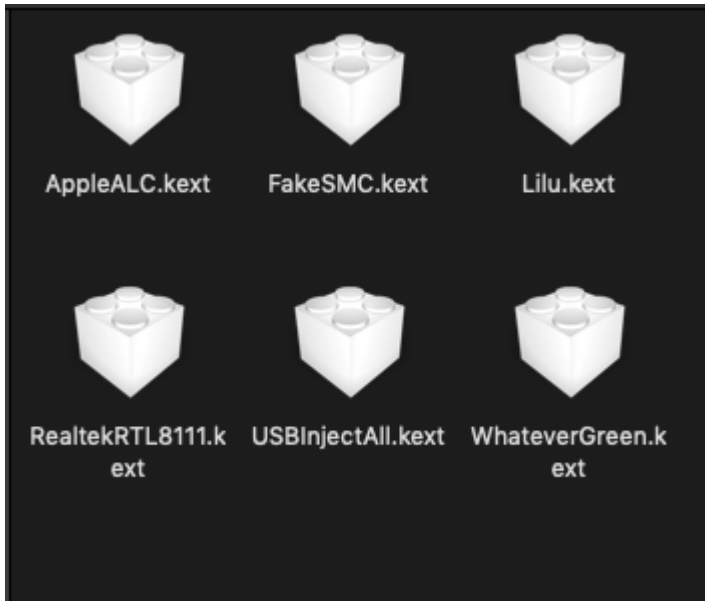 AppleALC.kext
FakeSMC.kext
Lilu.kext
RealtekRTL8111.k
ext
USBInjectAll.kext
WhateverGreen.k
ext